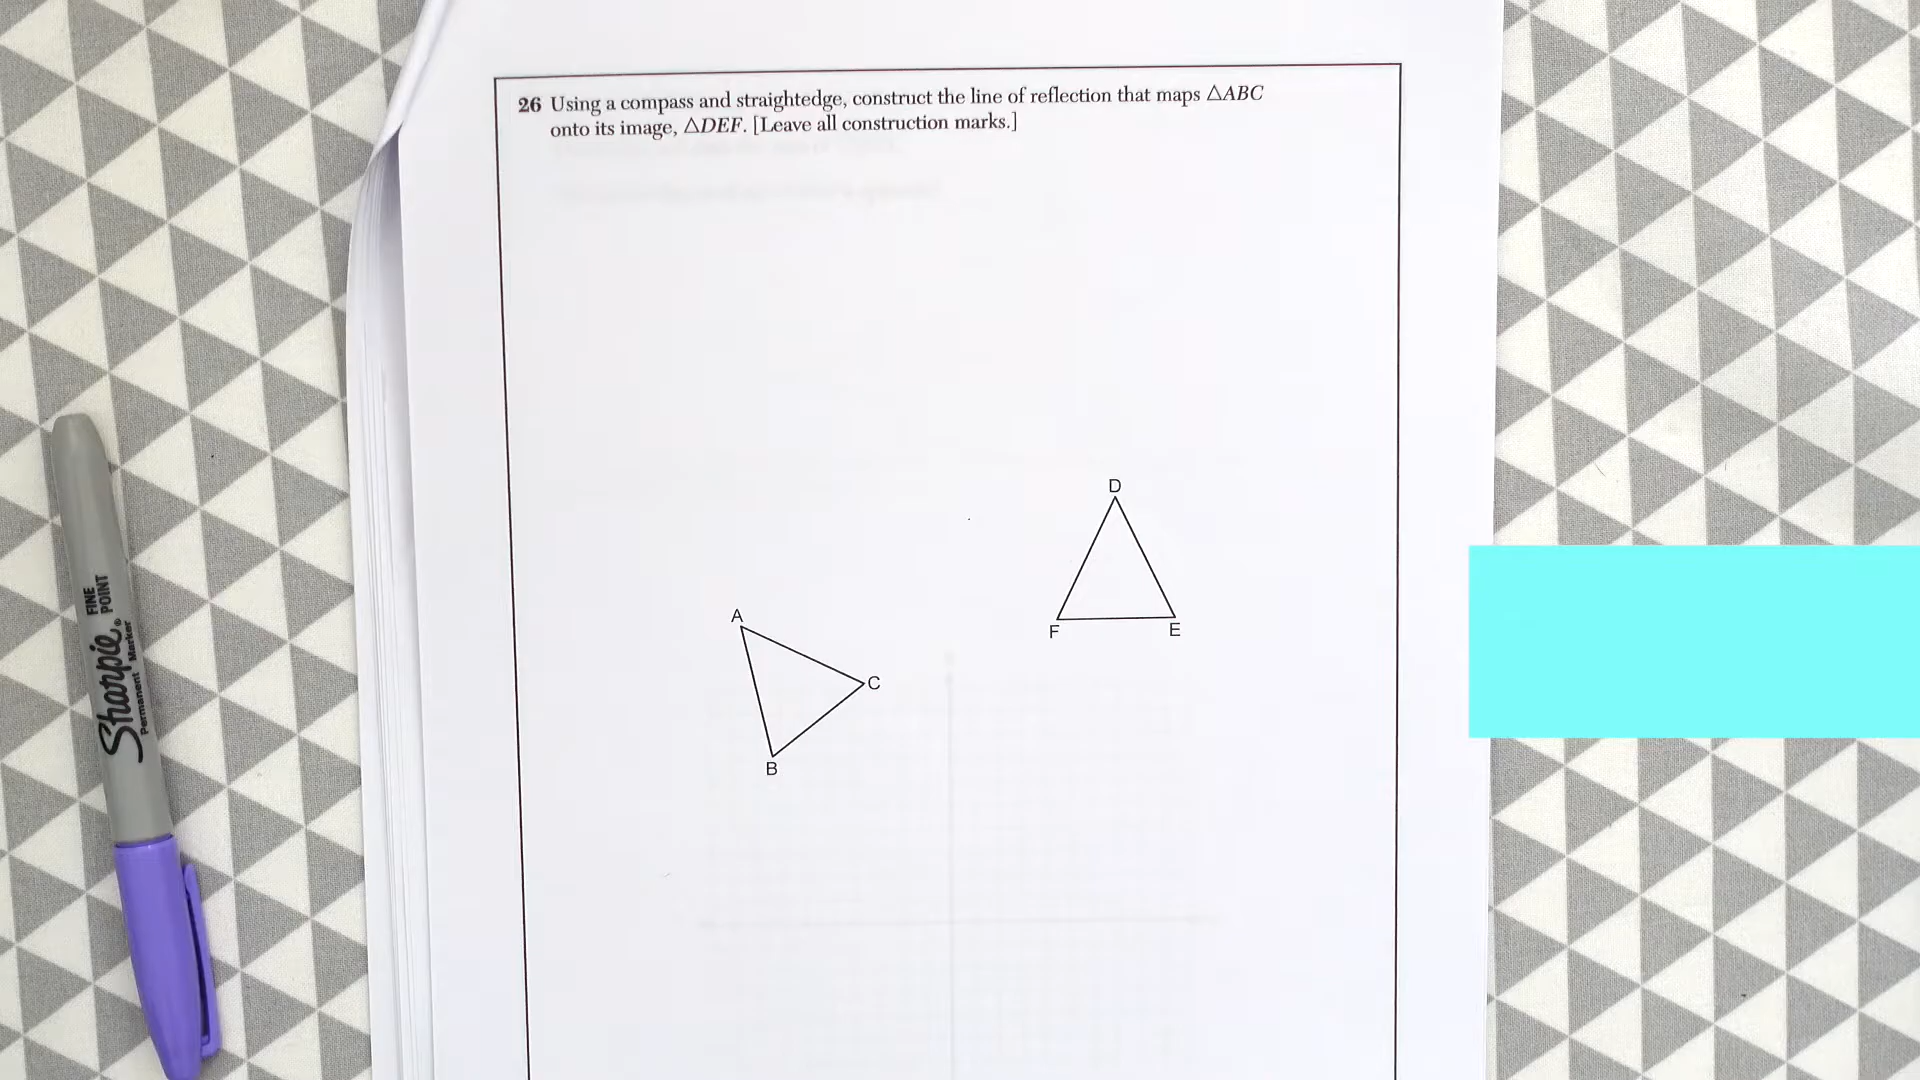 26 Using a compass and straightedge, construct the line of reflection that maps △ABC
onto its image, △DEF. [Leave all construction marks.]
D
F
E
A
C
B
Sharpie®
Permanent Marker
FINE
POINT